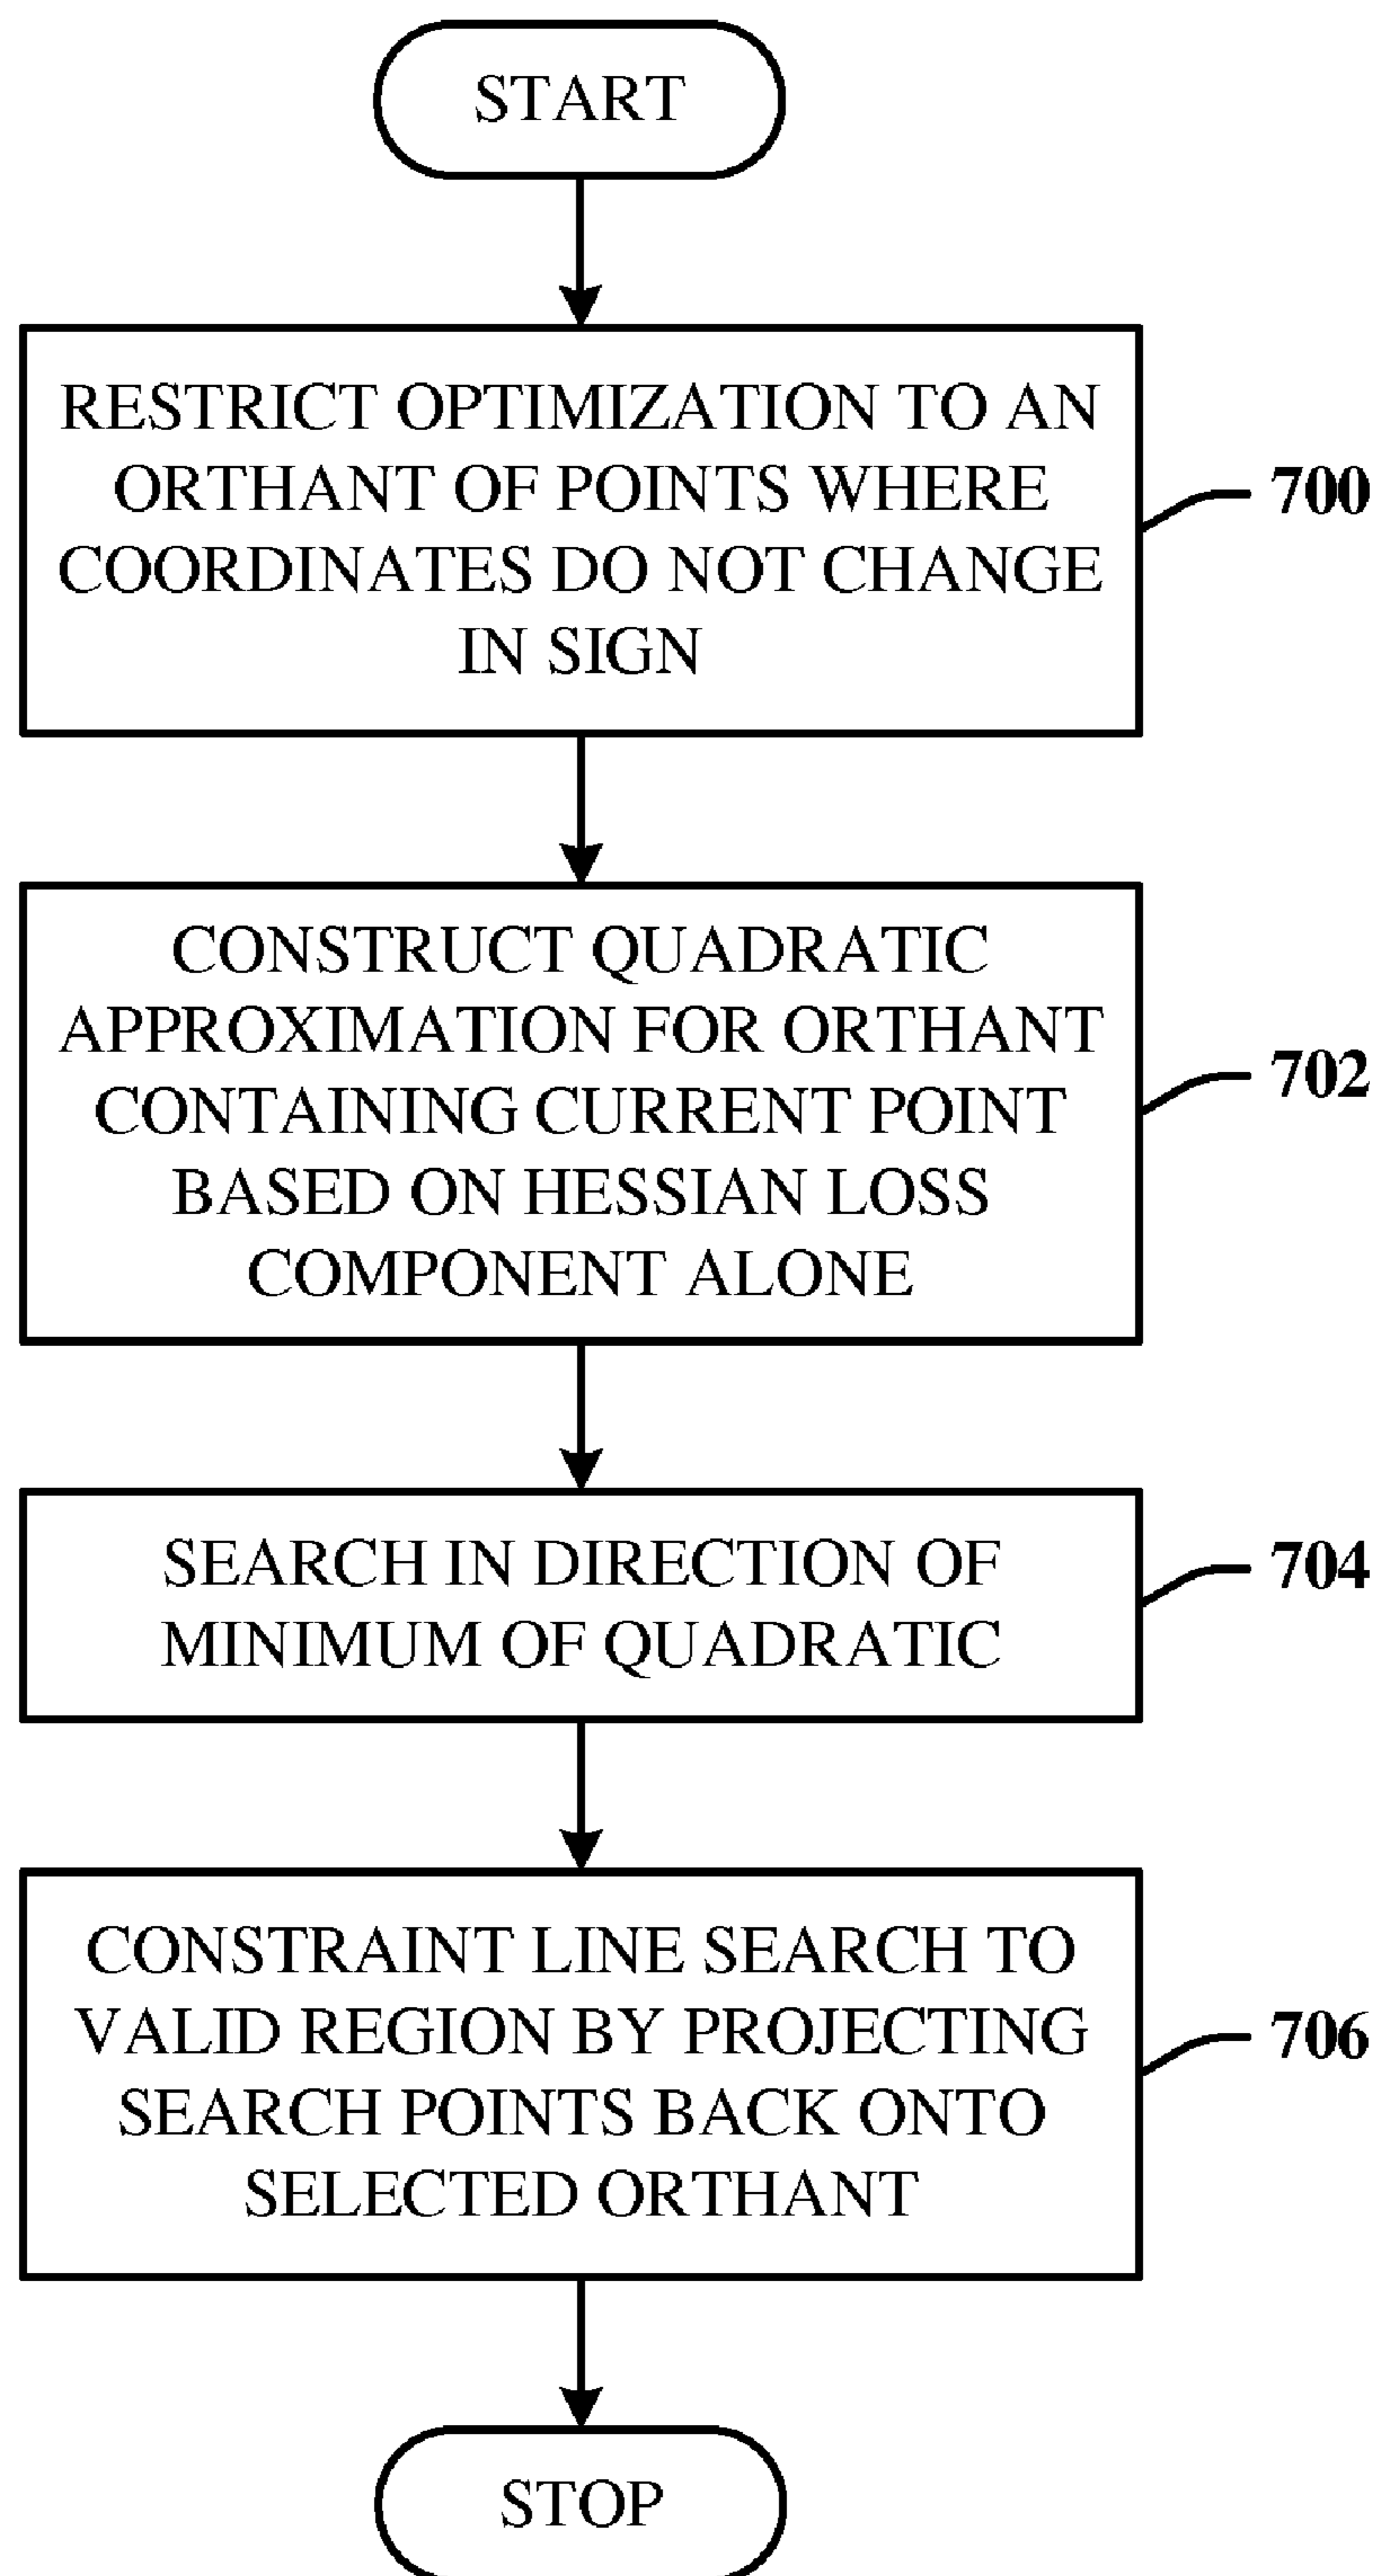 START
RESTRICT OPTIMIZATION TO AN
ORTHANT OF POINTS WHERE
COORDINATES DO NOT CHANGE
IN SIGN
700
CONSTRUCT QUADRATIC
APPROXIMATION FOR ORTHANT
CONTAINING CURRENT POINT
BASED ON HESSIAN LOSS
COMPONENT ALONE
702
SEARCH IN DIRECTION OF
MINIMUM OF QUADRATIC
704
CONSTRAINT LINE SEARCH TO
VALID REGION BY PROJECTING
SEARCH POINTS BACK ONTO
SELECTED ORTHANT
706
STOP